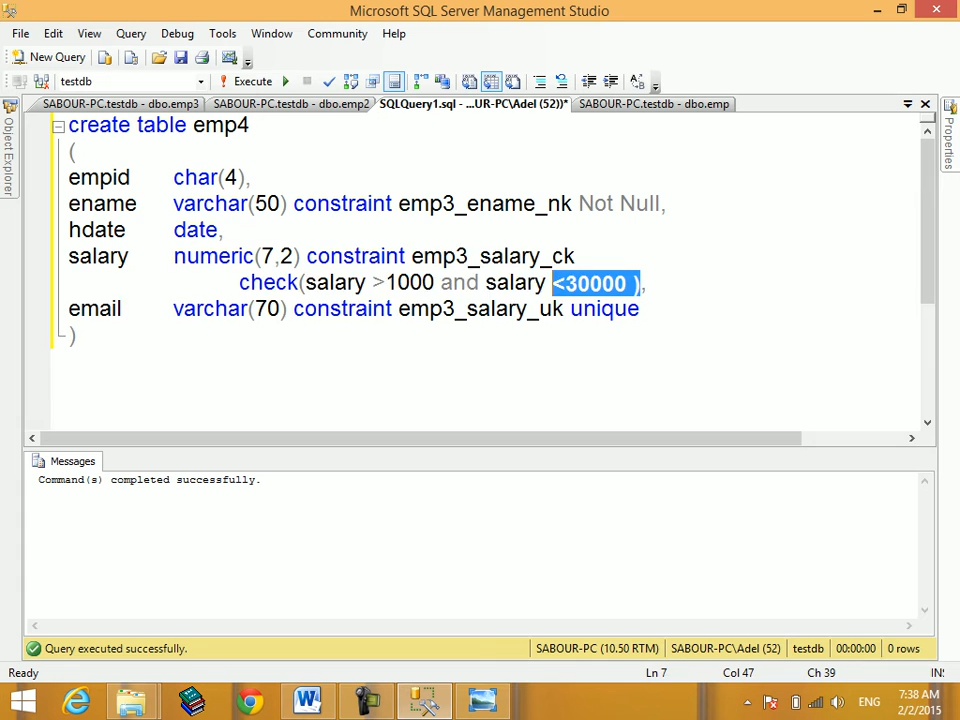 Microsoft SQL Server Management Studio
File Edit View Query Debug Tools Window Community Help
New Query
testdb Execute
SABOUR-PC.testdb - dbo.emp3 SABOUR-PC.testdb - dbo.emp2 SQLQuery1.sql - ...UR-PC\Adel (52))* SABOUR-PC.testdb - dbo.emp
Object Explorer
Properties
create table emp4
(
empid char(4),
ename varchar(50) constraint emp3_ename_nk Not Null,
hdate date,
salary numeric(7,2) constraint emp3_salary_ck
check(salary >1000 and salary <30000 ),
email varchar(70) constraint emp3_salary_uk unique
)
Messages
Command(s) completed successfully.
Query executed successfully. SABOUR-PC (10.50 RTM) SABOUR-PC\Adel (52) testdb 00:00:00 0 rows
Ready Ln 7 Col 47 Ch 39
ENG 7:38 AM
2/2/2015